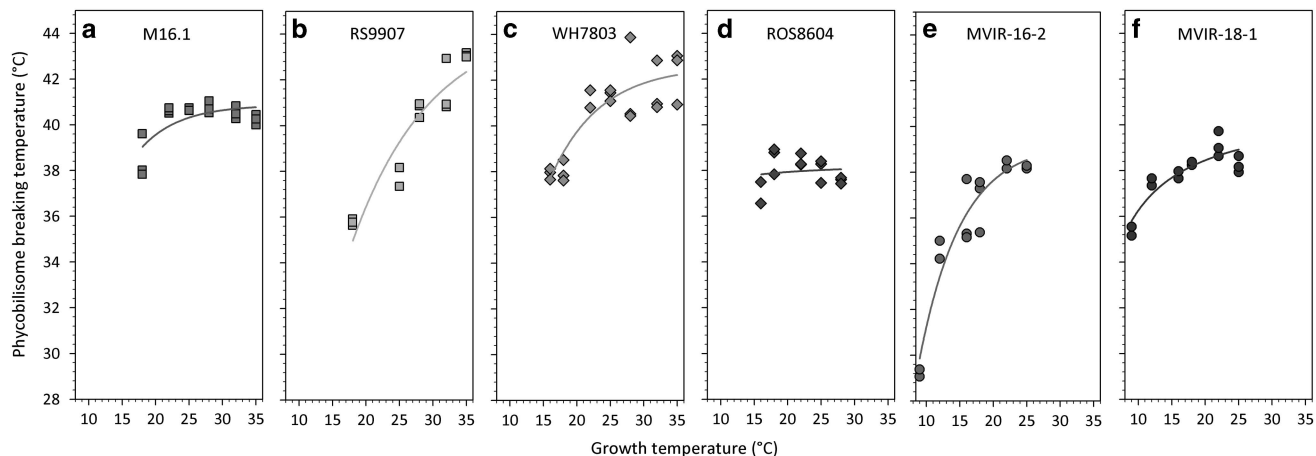 a b c d e f
M16.1 RS9907 WH7803 ROS8604 MVIR-16-2 MVIR-18-1
Phycobilisome breaking temperature (°C)
44
42
40
38
36
34
32
30
28
10 15 20 25 30 35 10 15 20 25 30 35 10 15 20 25 30 35 10 15 20 25 30 35 10 15 20 25 30 35 10 15 20 25 30 35
Growth temperature (°C)